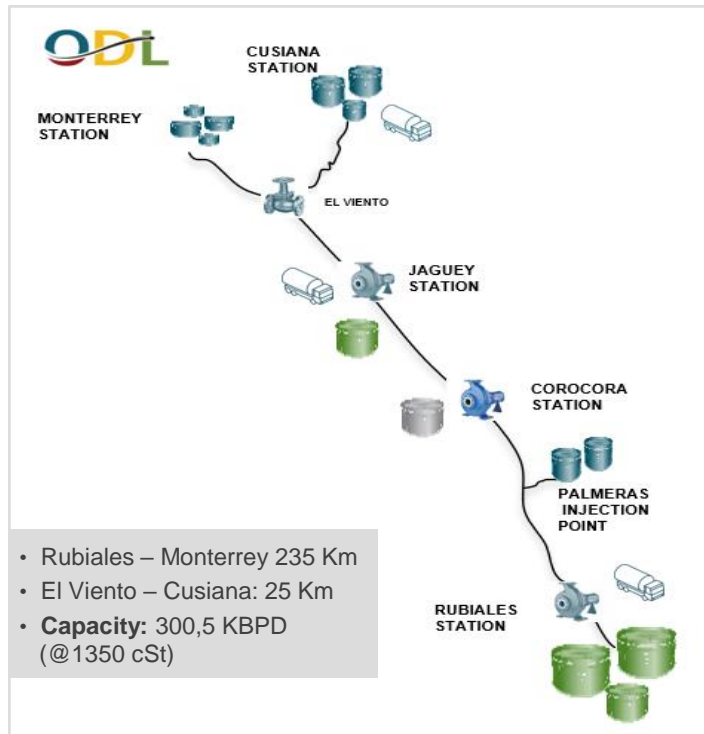 ODL
CUSIANA
STATION
MONTERREY
STATION
EL VIENTO
JAGUEY
STATION
COROCORA
STATION
PALMERAS
INJECTION
POINT
RUBIALES
STATION
• Rubiales – Monterrey 235 Km
• El Viento – Cusiana: 25 Km
• Capacity: 300,5 KBPD
(@1350 cSt)